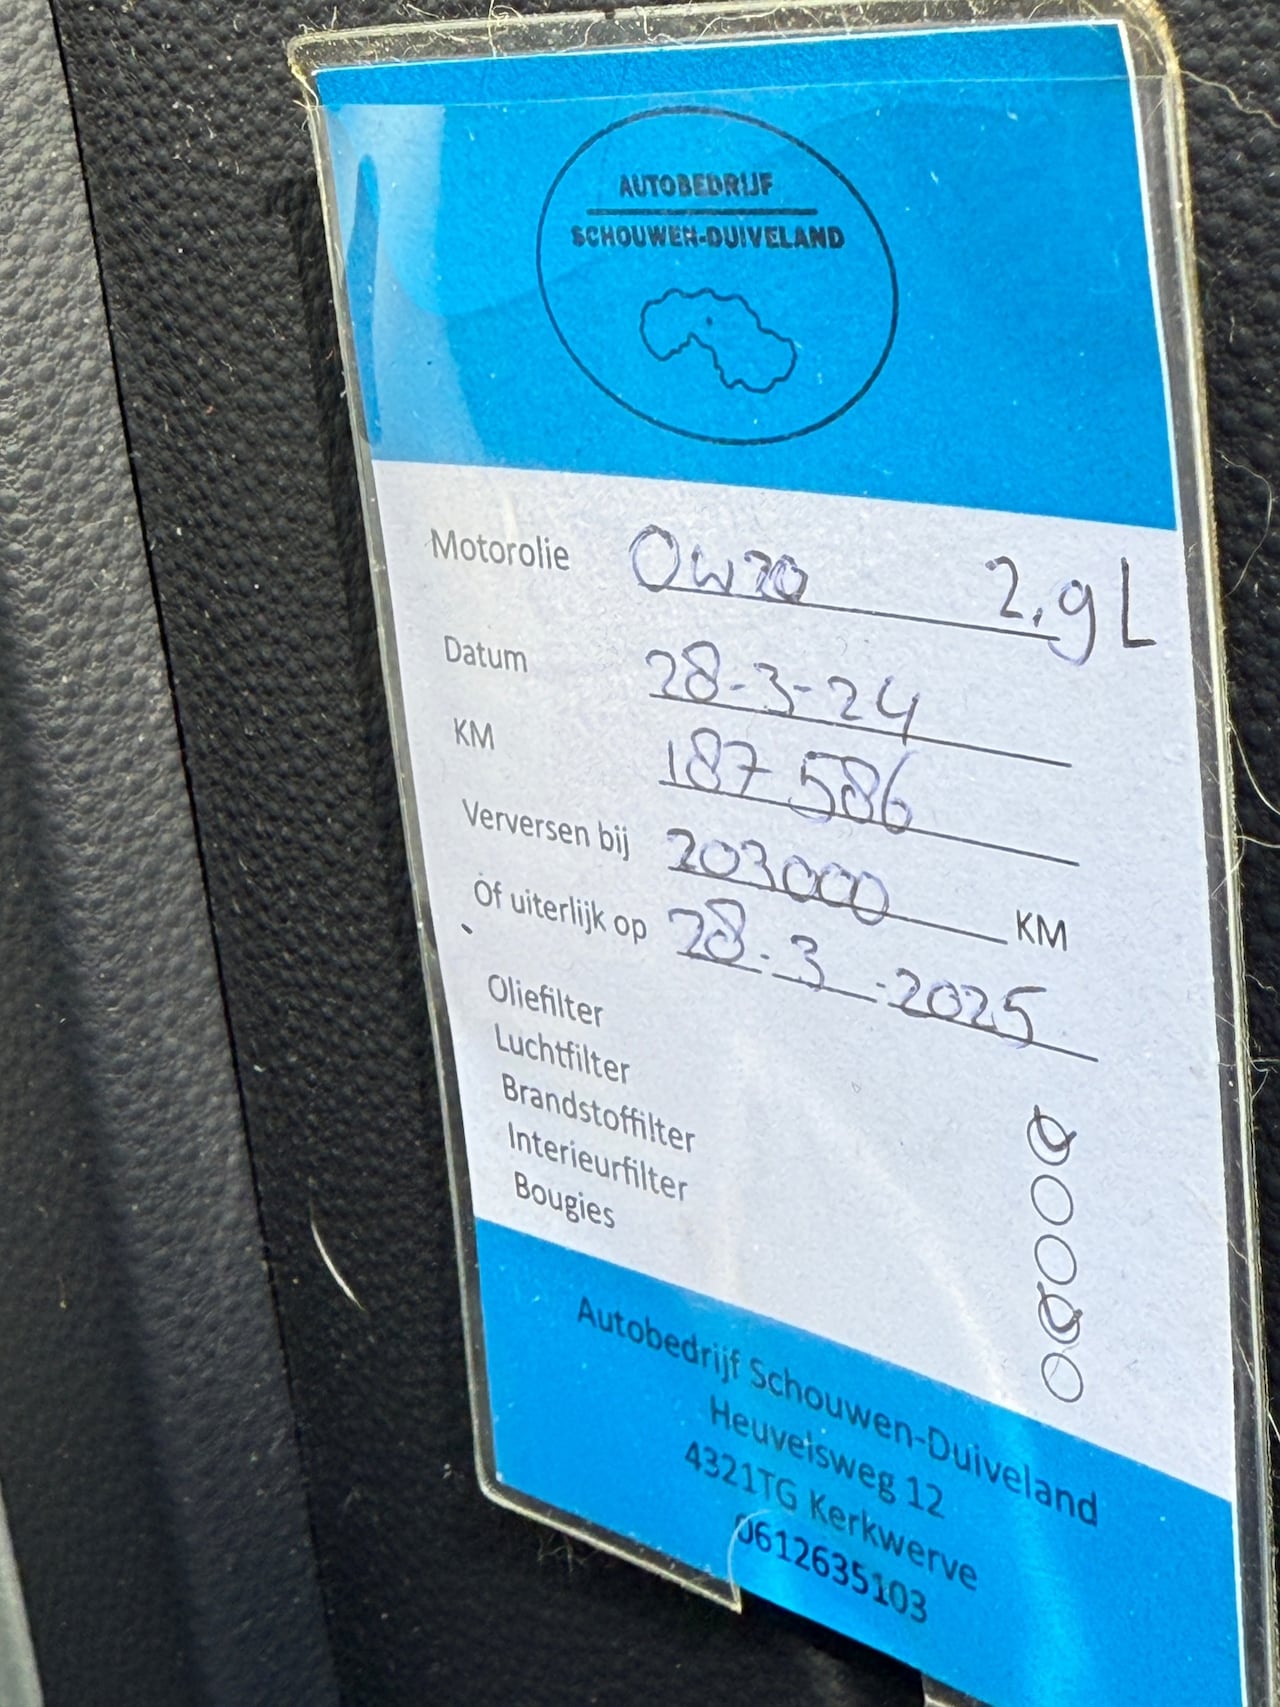 AUTOBEDRIJF
SCHOUWEN-DUIVELAND
Motorolie 0w20 2.9L
Datum 28-3-24
KM 187586
Verversen bij 203000 KM
Of uiterlijk op 28-3-2025
Oliefilter
Luchtfilter
Brandstoffilter
Interieurfilter
Bougies
Autobedrijf Schouwen-Duiveland
Heuvelsweg 12
4321TG Kerkwerve
0612635103